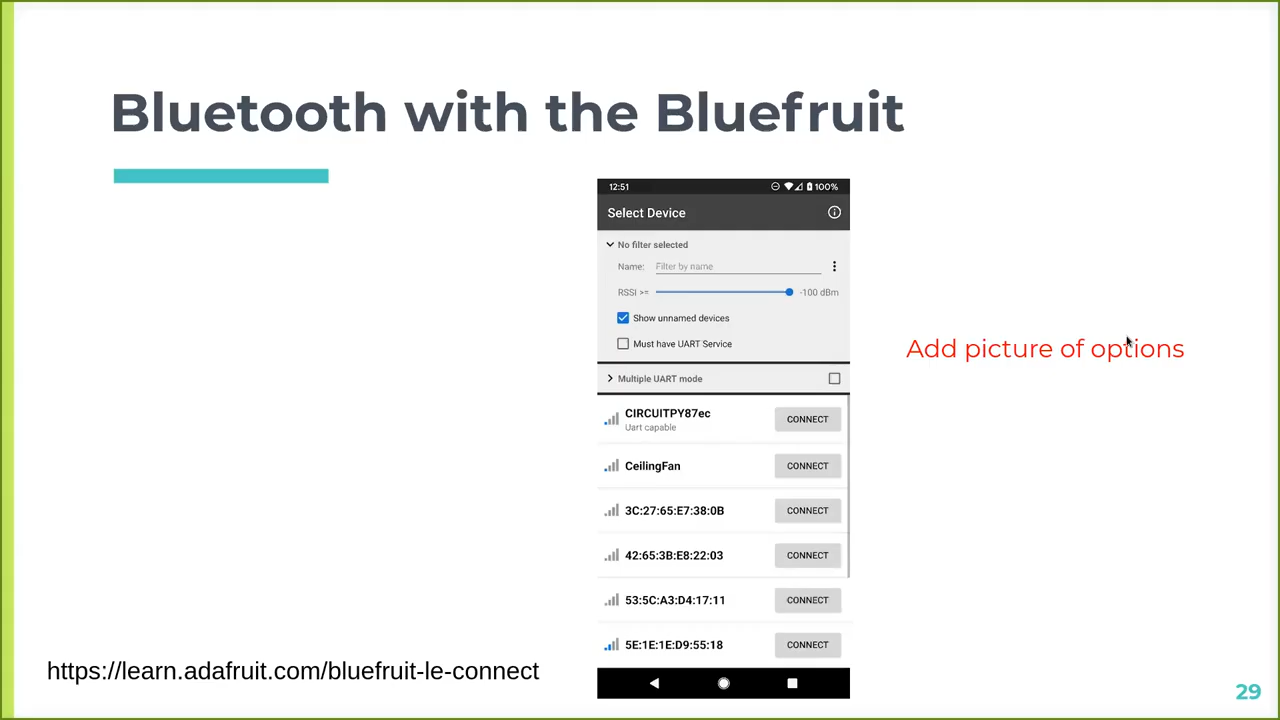 Bluetooth with the Bluefruit
12:51
100%
Select Device
No filter selected
Name: Filter by name
RSSI >= -100 dBm
Show unnamed devices
Must have UART Service
Multiple UART mode
CIRCUITPY87ec
Uart capable
CONNECT
CeilingFan
CONNECT
3C:27:65:E7:38:0B
CONNECT
42:65:3B:E8:22:03
CONNECT
53:5C:A3:D4:17:11
CONNECT
5E:1E:1E:D9:55:18
CONNECT
Add picture of options
https://learn.adafruit.com/bluefruit-le-connect
29